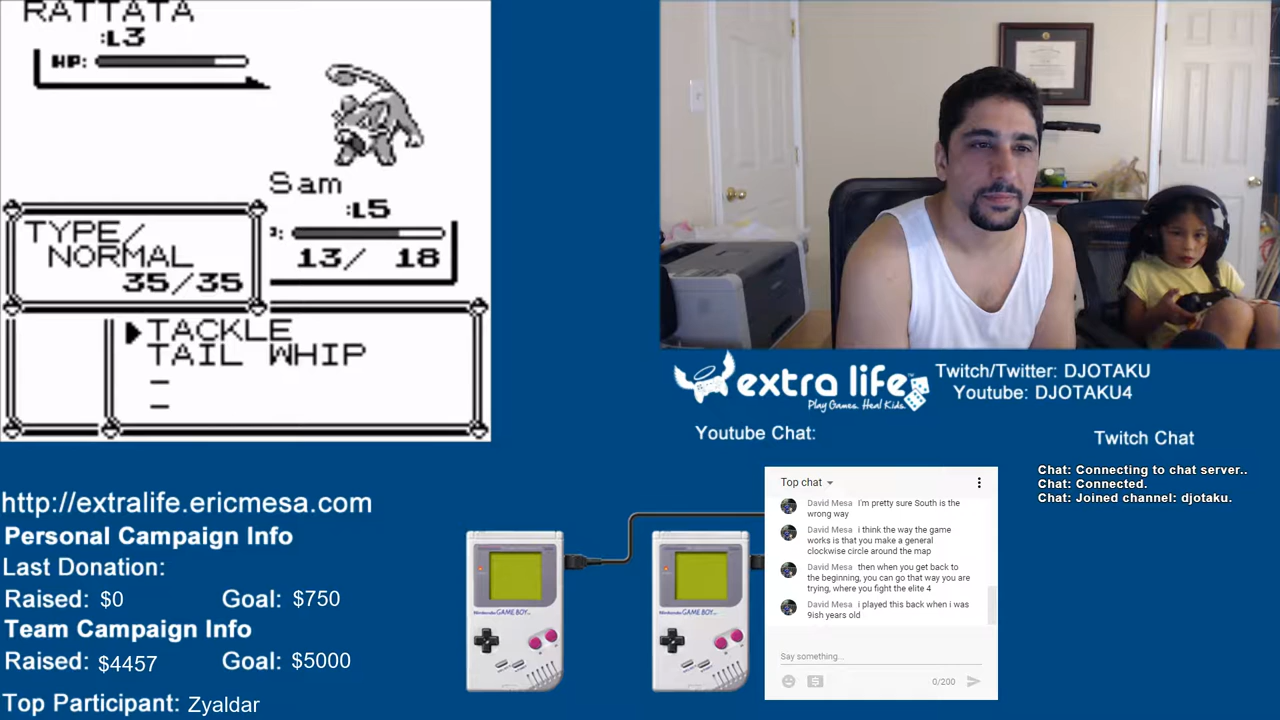 RATTATA
:L3
HP:
Sam
:L5
13/ 18
TYPE/
NORMAL
35/35
TACKLE
TAIL WHIP
-
-
extra life
Play Games. Heal Kids.
Twitch/Twitter: DJOTAKU
Youtube: DJOTAKU4
Youtube Chat:
Twitch Chat
Chat: Connecting to chat server..
Chat: Connected.
Chat: Joined channel: djotaku.
Top chat
David Mesa I'm pretty sure South is the
wrong way
David Mesa i think the way the game
works is that you make a general
clockwise circle around the map
David Mesa then when you get back to
the beginning, you can go that way you are
trying, where you fight the elite 4
David Mesa i played this back when i was
9ish years old
Say something...
0/200
http://extralife.ericmesa.com
Personal Campaign Info
Last Donation:
Raised: $0 Goal: $750
Team Campaign Info
Raised: $4457 Goal: $5000
Top Participant: Zyaldar
Nintendo GAME BOY
Nintendo GAME BOY